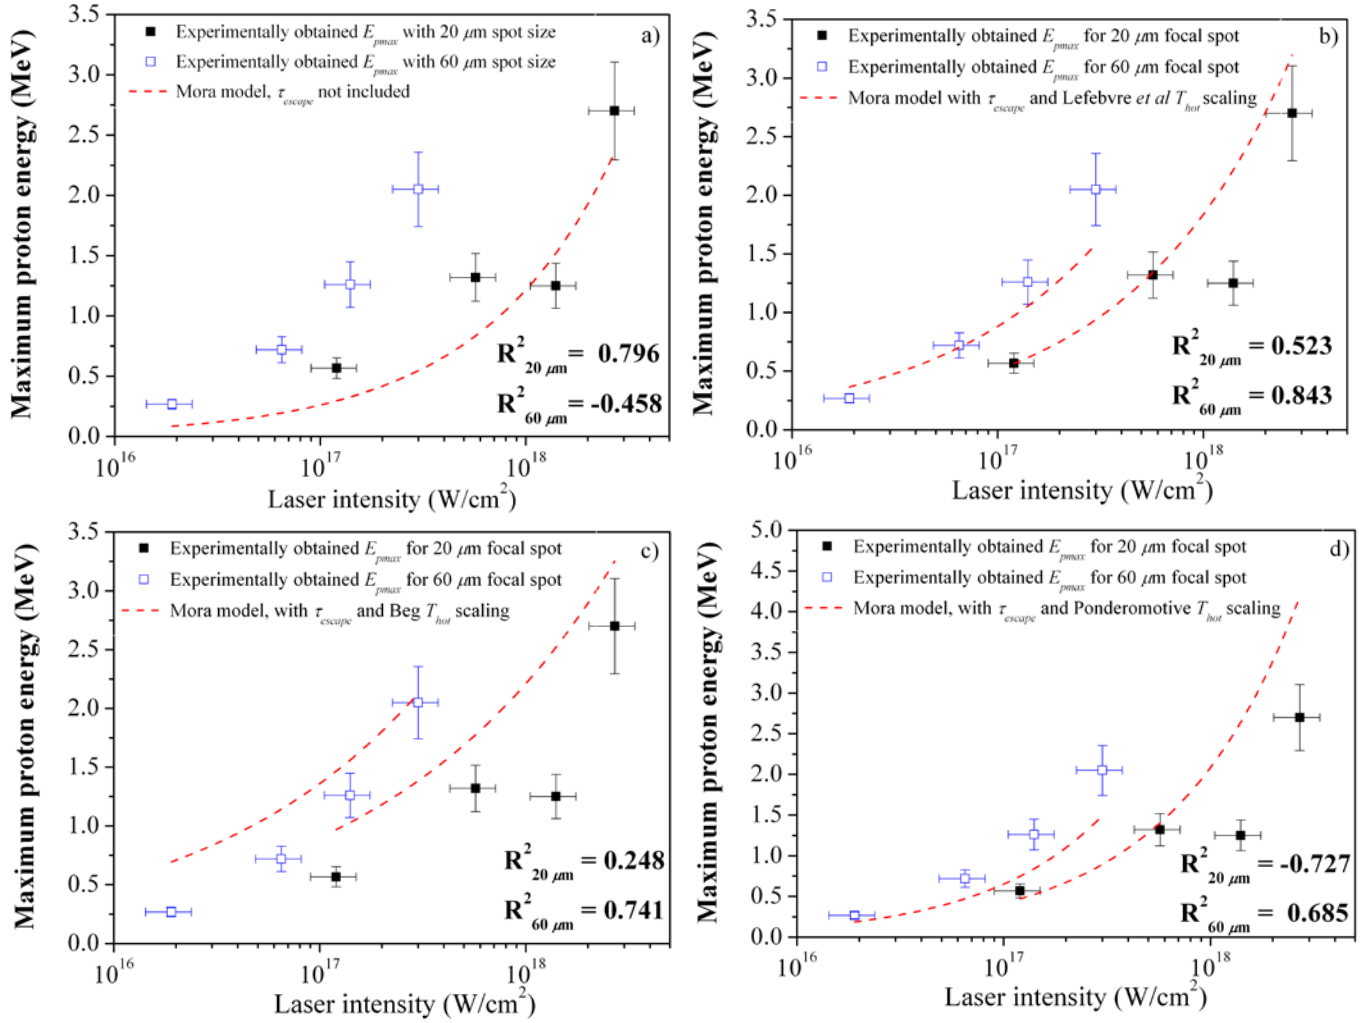 Maximum proton energy (MeV)
3.5
3.0
2.5
2.0
1.5
1.0
0.5
0.0
Experimentally obtained E_pmax with 20 μm spot size
Experimentally obtained E_pmax with 60 μm spot size
Mora model, τ_escape not included
a)
R²_20 μm = 0.796
R²_60 μm = -0.458
10^16
10^17
10^18
Laser intensity (W/cm²)
Maximum proton energy (MeV)
3.5
3.0
2.5
2.0
1.5
1.0
0.5
0.0
Experimentally obtained E_pmax for 20 μm focal spot
Experimentally obtained E_pmax for 60 μm focal spot
Mora model with τ_escape and Lefebvre et al T_hot scaling
b)
R²_20 μm = 0.523
R²_60 μm = 0.843
10^16
10^17
10^18
Laser intensity (W/cm²)
Maximum proton energy (MeV)
3.5
3.0
2.5
2.0
1.5
1.0
0.5
0.0
Experimentally obtained E_pmax for 20 μm focal spot
Experimentally obtained E_pmax for 60 μm focal spot
Mora model, with τ_escape and Beg T_hot scaling
c)
R²_20 μm = 0.248
R²_60 μm = 0.741
10^16
10^17
10^18
Laser intensity (W/cm²)
Maximum proton energy (MeV)
5.0
4.5
4.0
3.5
3.0
2.5
2.0
1.5
1.0
0.5
0.0
Experimentally obtained E_pmax for 20 μm focal spot
Experimentally obtained E_pmax for 60 μm focal spot
Mora model, with τ_escape and Ponderomotive T_hot scaling
d)
R²_20 μm = -0.727
R²_60 μm = 0.685
10^16
10^17
10^18
Laser intensity (W/cm²)